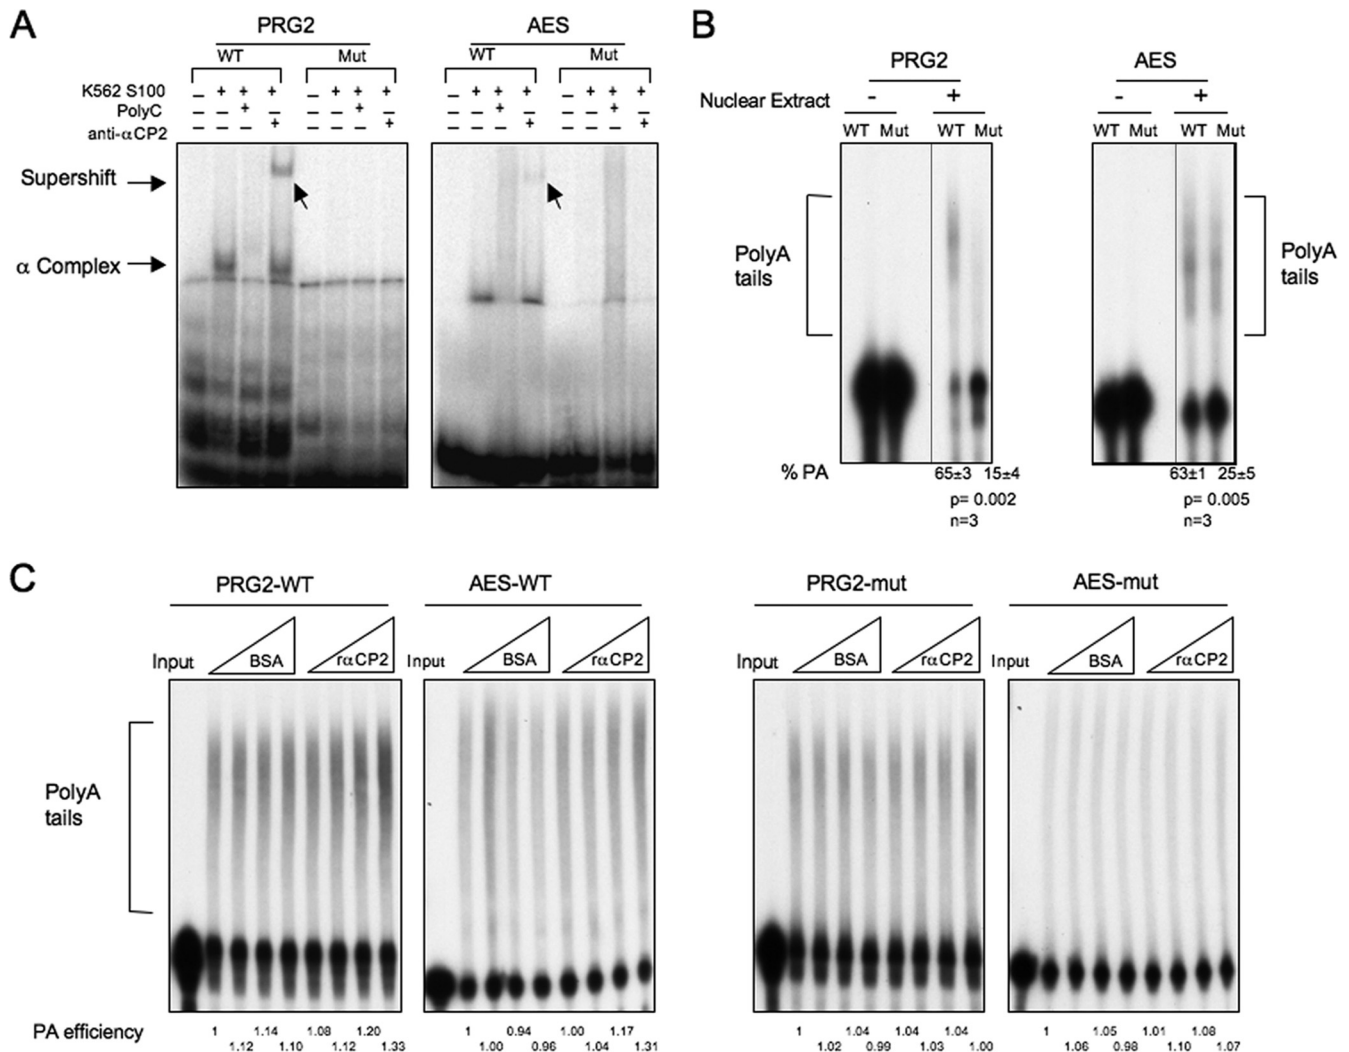 A
PRG2 AES
WT Mut WT Mut
K562 S100 – + + + – + + + – + + + – + + +
PolyC – – + – – – + – – – + – – – + –
anti-αCP2 – – – + – – – + – – – + – – – +
Supershift
α Complex
B
PRG2 AES
Nuclear Extract - + - +
WT Mut WT Mut WT Mut WT Mut
PolyA
tails
PolyA
tails
% PA 65±3 15±4 63±1 25±5
p= 0.002 p= 0.005
n=3 n=3
C
PRG2-WT AES-WT PRG2-mut AES-mut
Input BSA rαCP2 Input BSA rαCP2 Input BSA rαCP2 Input BSA rαCP2
PolyA
tails
PA efficiency 1 1.14 1.08 1.20 1 0.94 1.00 1.17 1 1.04 1.04 1.04 1 1.05 1.01 1.08
1.12 1.10 1.12 1.33 1.00 0.96 1.04 1.31 1.02 0.99 1.03 1.00 1.06 0.98 1.10 1.07